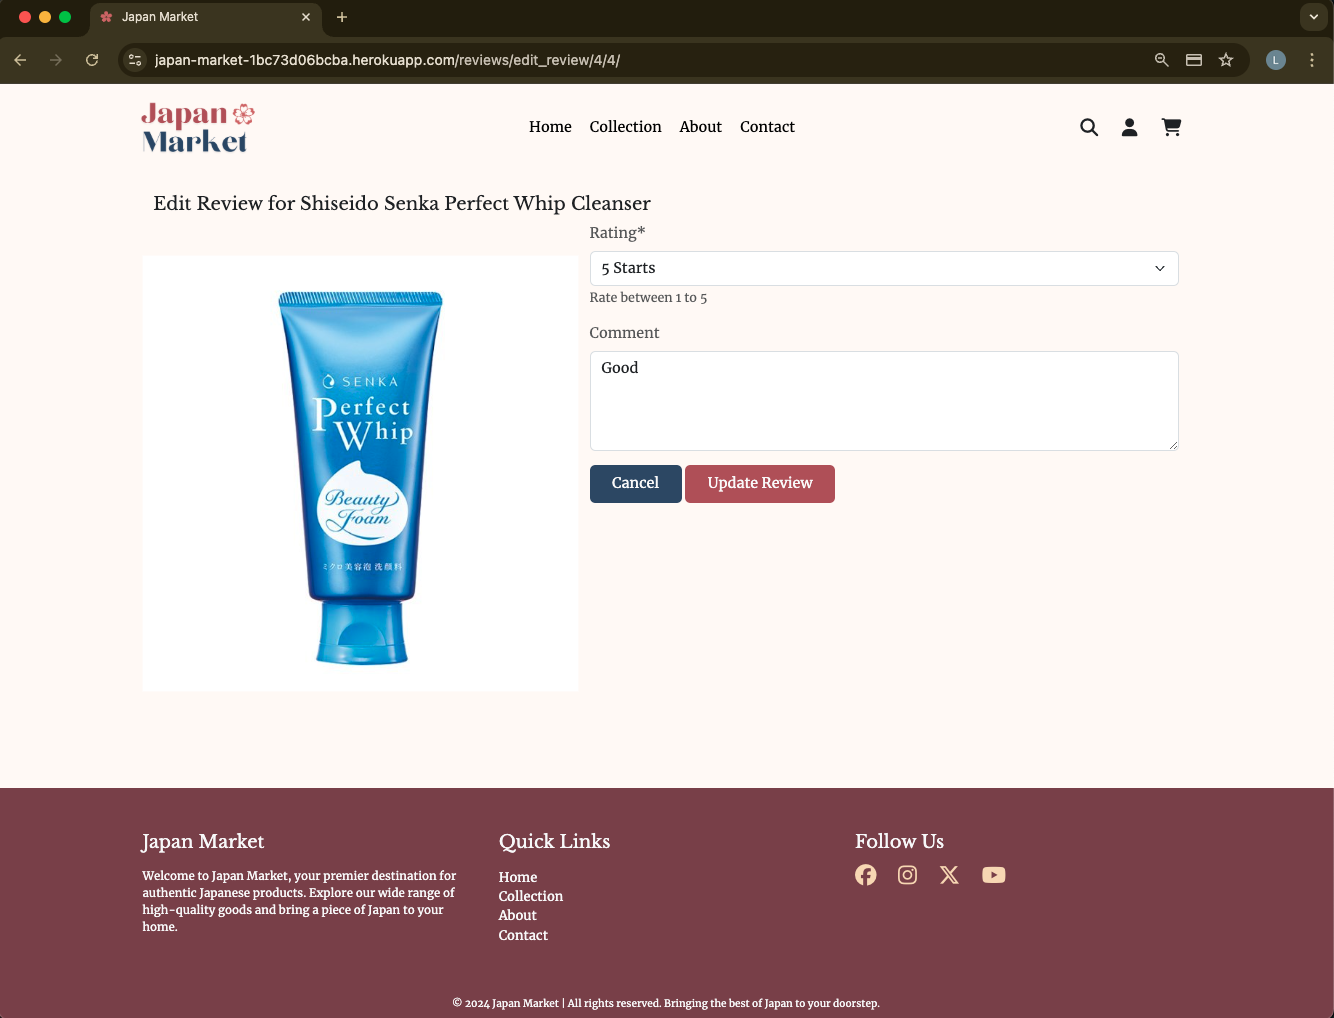 Japan Market
japan-market-1bc73d06bcba.herokuapp.com/reviews/edit_review/4/4/
L
Japan
Market
Home Collection About Contact
Edit Review for Shiseido Senka Perfect Whip Cleanser
Rating*
5 Starts
Rate between 1 to 5
Comment
Good
Cancel Update Review
SENKA
Perfect
Whip
Beauty
Foam
ミクロ美容泡 洗顔料
Japan Market
Welcome to Japan Market, your premier destination for
authentic Japanese products. Explore our wide range of
high-quality goods and bring a piece of Japan to your
home.
Quick Links
Home
Collection
About
Contact
Follow Us
© 2024 Japan Market | All rights reserved. Bringing the best of Japan to your doorstep.